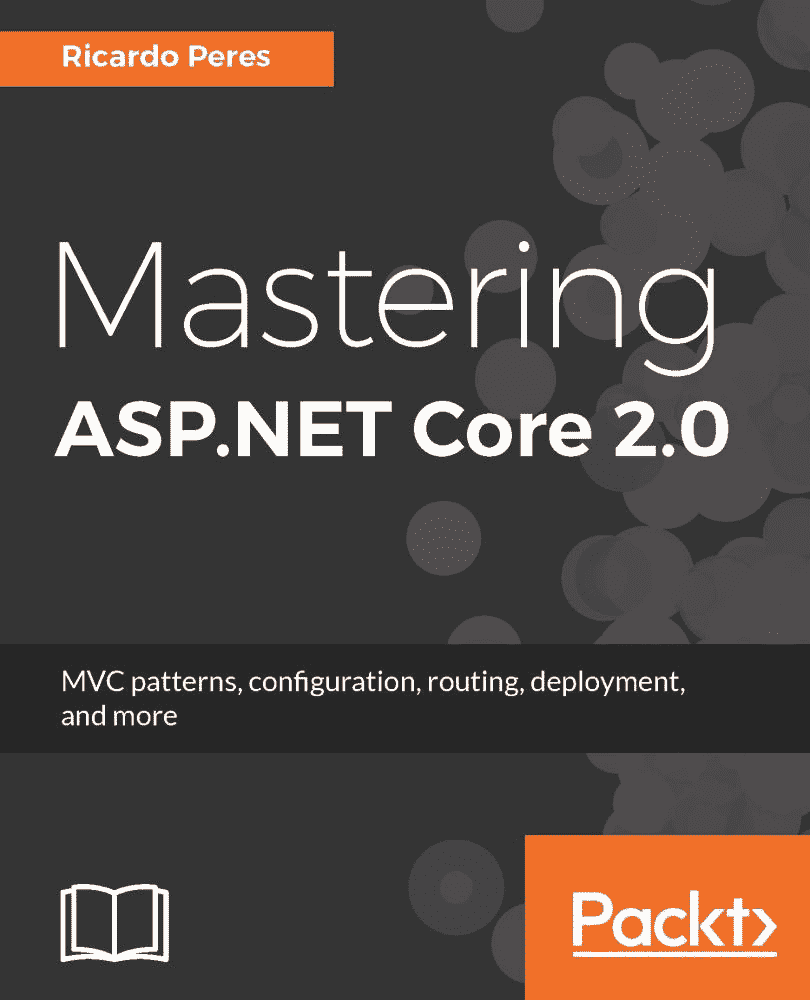 Ricardo Peres
Mastering
ASP.NET Core 2.0
MVC patterns, configuration, routing, deployment,
and more
Packt>